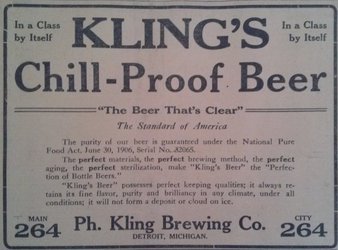 In a Class by Itself
KLING'S
In a Class by Itself
Chill-Proof Beer
"The Beer That's Clear"
The Standard of America
The purity of our beer is guaranteed under the National Pure
Food Act. June 30, 1906, Serial No. 32065.
The perfect materials, the perfect brewing method, the perfect
aging, the perfect sterilization, make "Kling's Beer" the "Perfec-
tion of Bottle Beers."
"Kling's Beer" possesses perfect keeping qualities; it always re-
tains its fine flavor, purity and brilliancy in any climate, under all
conditions; it will not form a deposit or cloud on ice.
MAIN
264
Ph. Kling Brewing Co.
DETROIT, MICHIGAN.
CITY
264